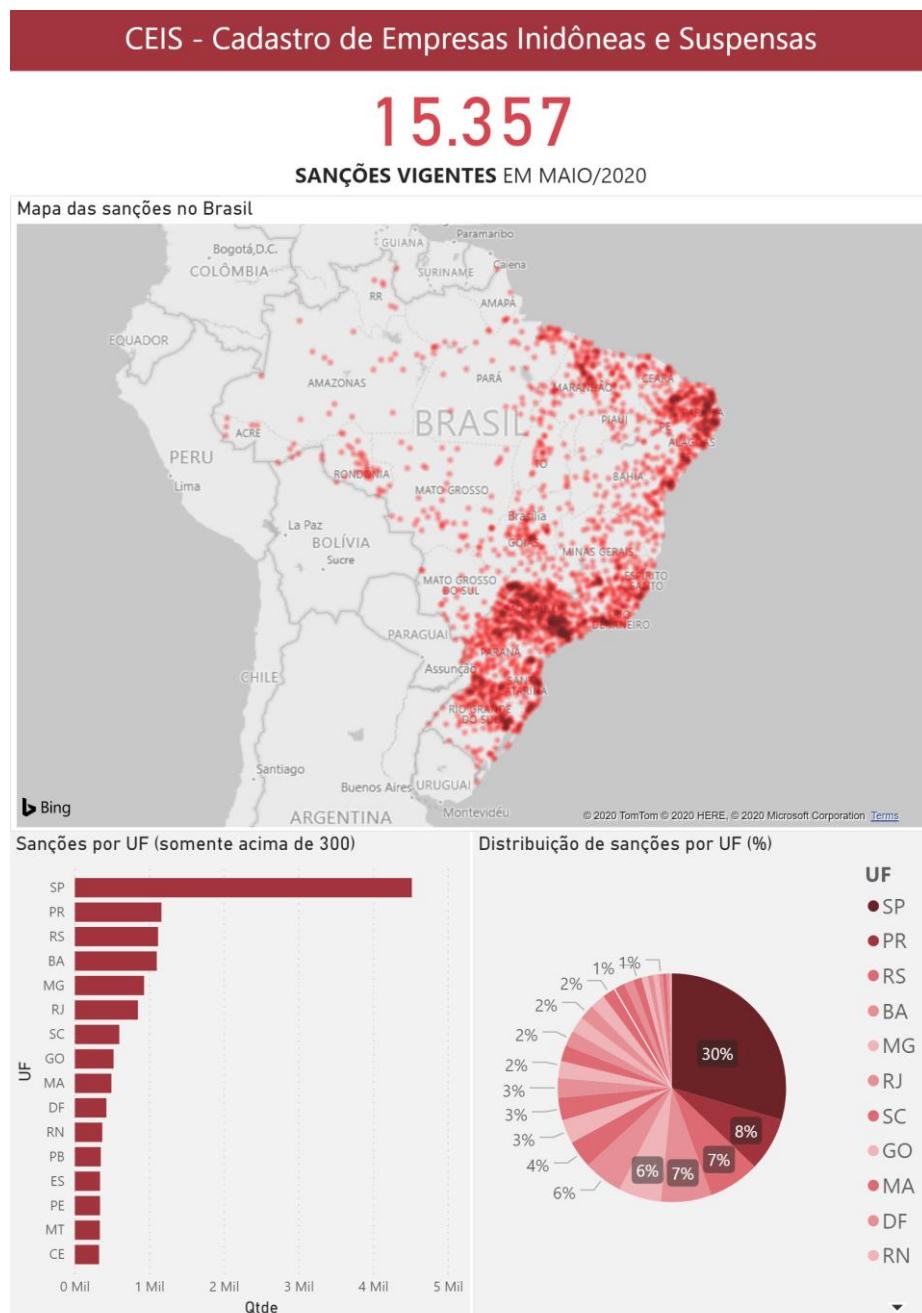 CEIS - Cadastro de Empresas Inidôneas e Suspensas
15.357
SANÇÕES VIGENTES EM MAIO/2020
Mapa das sanções no Brasil
Paramaribo
GUIANA
Bogotá,D.C.
COLÔMBIA
SURINAME
Caiena
RR
AMAPÁ
EQUADOR
AMAZONAS
PARÁ
MARANHÃO
CEARÁ
BRASIL
PIAUÍ
PE
ALAGOAS
ACRE
PERU
Lima
RONDÔNIA
TO
BAHIA
MATO GROSSO
Brasília
GOIÁS
La Paz
BOLÍVIA
Sucre
MINAS GERAIS
ESPÍRITO
SANTO
MATO GROSSO
DO SUL
DE JANEIRO
PARAGUAI
PARANÁ
Assunção
CHILE
RIO GRANDE
DO SUL
Santiago
Buenos Aires
URUGUAI
Montevidéu
ARGENTINA
Bing
© 2020 TomTom © 2020 HERE, © 2020 Microsoft Corporation Terms
Sanções por UF (somente acima de 300)
UF
SP
PR
RS
BA
MG
RJ
SC
GO
MA
DF
RN
PB
ES
PE
MT
CE
0 Mil 1 Mil 2 Mil 3 Mil 4 Mil 5 Mil
Qtde
Distribuição de sanções por UF (%)
30%
8%
7%
7%
6%
6%
4%
3%
3%
3%
2%
2%
2%
2%
1%
1%
UF
SP
PR
RS
BA
MG
RJ
SC
GO
MA
DF
RN